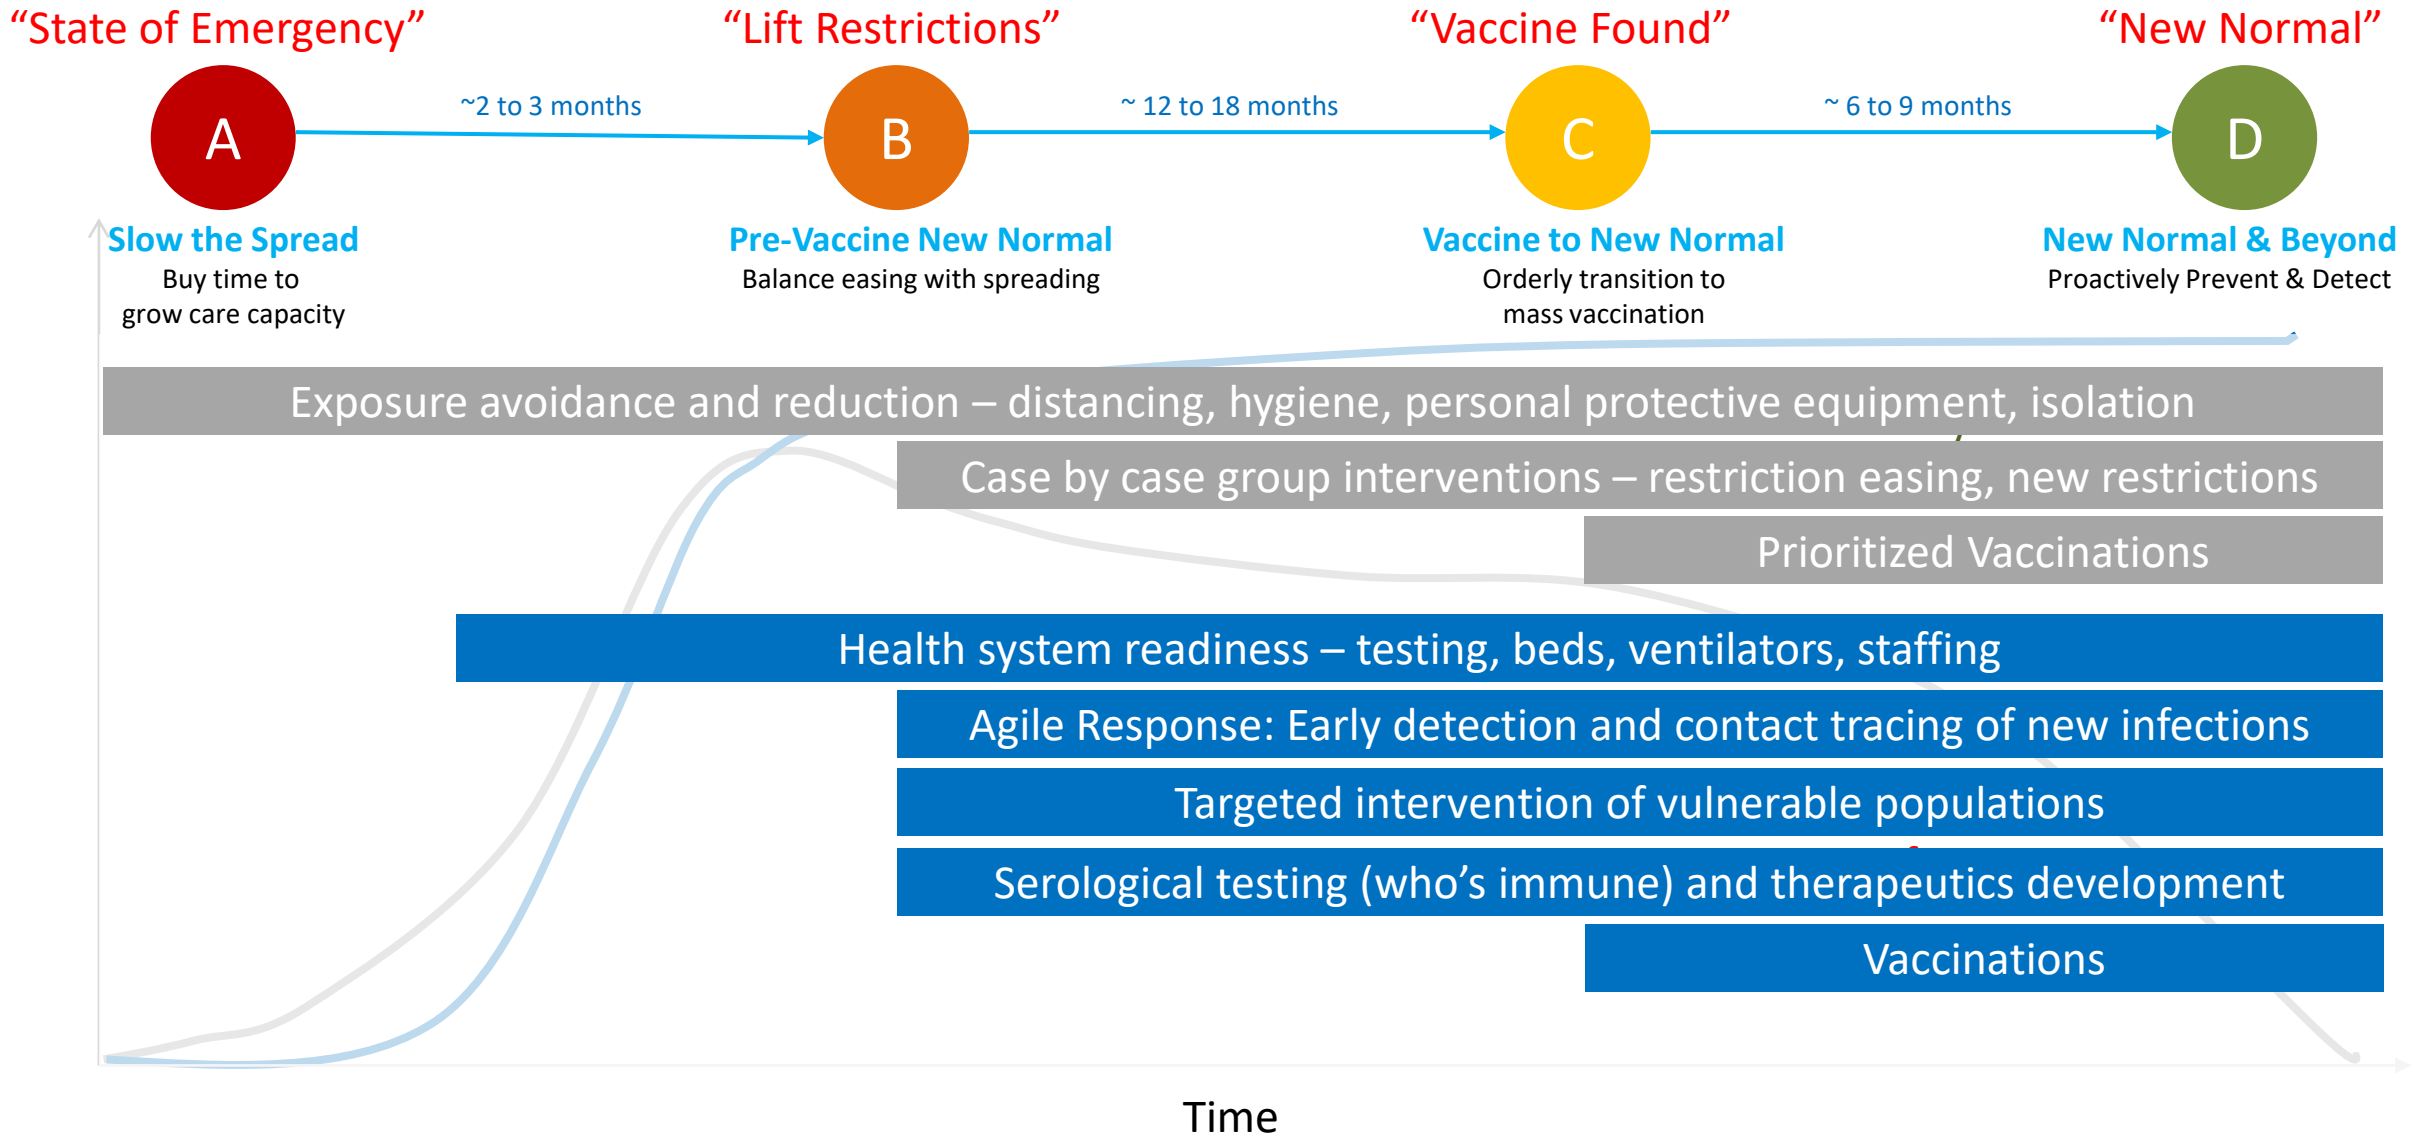 “State of Emergency”
“Lift Restrictions”
“Vaccine Found”
“New Normal”
A
~2 to 3 months
B
~ 12 to 18 months
C
~ 6 to 9 months
D
Slow the Spread
Buy time to
grow care capacity
Pre-Vaccine New Normal
Balance easing with spreading
Vaccine to New Normal
Orderly transition to
mass vaccination
New Normal & Beyond
Proactively Prevent & Detect
Exposure avoidance and reduction – distancing, hygiene, personal protective equipment, isolation
Case by case group interventions – restriction easing, new restrictions
Prioritized Vaccinations
Health system readiness – testing, beds, ventilators, staffing
Agile Response: Early detection and contact tracing of new infections
Targeted intervention of vulnerable populations
Serological testing (who’s immune) and therapeutics development
Vaccinations
Time